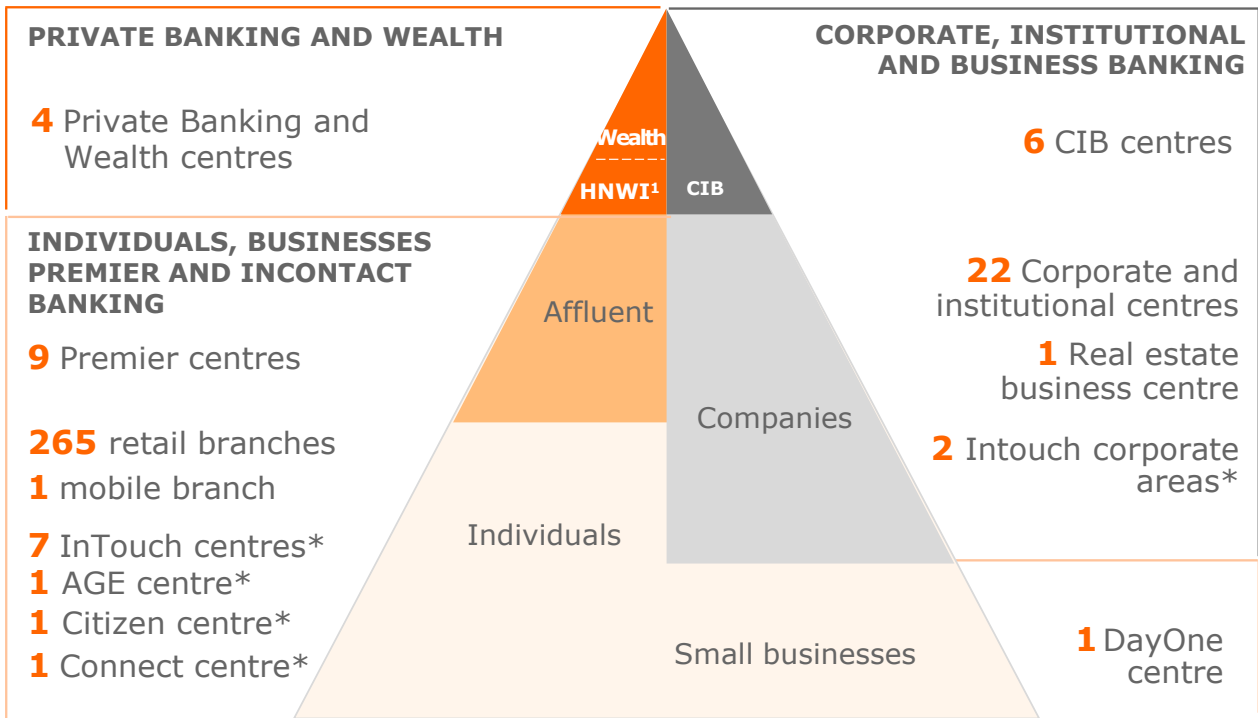 PRIVATE BANKING AND WEALTH
4 Private Banking and
Wealth centres
INDIVIDUALS, BUSINESSES
PREMIER AND INCONTACT
BANKING
9 Premier centres
265 retail branches
1 mobile branch
7 InTouch centres*
1 AGE centre*
1 Citizen centre*
1 Connect centre*
Wealth
HNWI¹
CIB
Affluent
Companies
Individuals
Small businesses
CORPORATE, INSTITUTIONAL
AND BUSINESS BANKING
6 CIB centres
22 Corporate and
institutional centres
1 Real estate
business centre
2 Intouch corporate
areas*
1 DayOne
centre